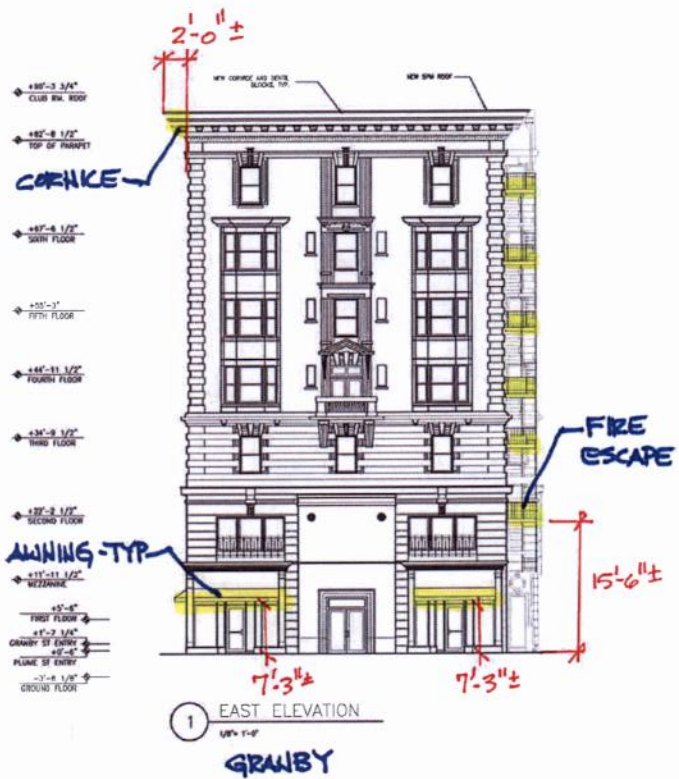 2'-0"±
NEW CORNICE AND DENTIL
BLOCKS, TYP.
NEW SPM ROOF
CLUB RM. ROOF
+82'-8 1/2"
TOP OF PARAPET
CORNICE
+67'-6 1/2"
SIXTH FLOOR
+55'-3"
FIFTH FLOOR
+44'-11 1/2"
FOURTH FLOOR
+34'-9 1/2"
THIRD FLOOR
FIRE
ESCAPE
+22'-2 1/2"
SECOND FLOOR
AWNING-TYP
+11'-11 1/2"
MEZZANINE
15'-6"±
+5'-6"
FIRST FLOOR
+1'-7 1/4"
GRANBY ST ENTRY
+0'-6"
PLUME ST ENTRY
-3'-6 1/8"
GROUND FLOOR
7'-3"±
7'-3"±
1
EAST ELEVATION
1/8"= 1'-0"
GRANBY